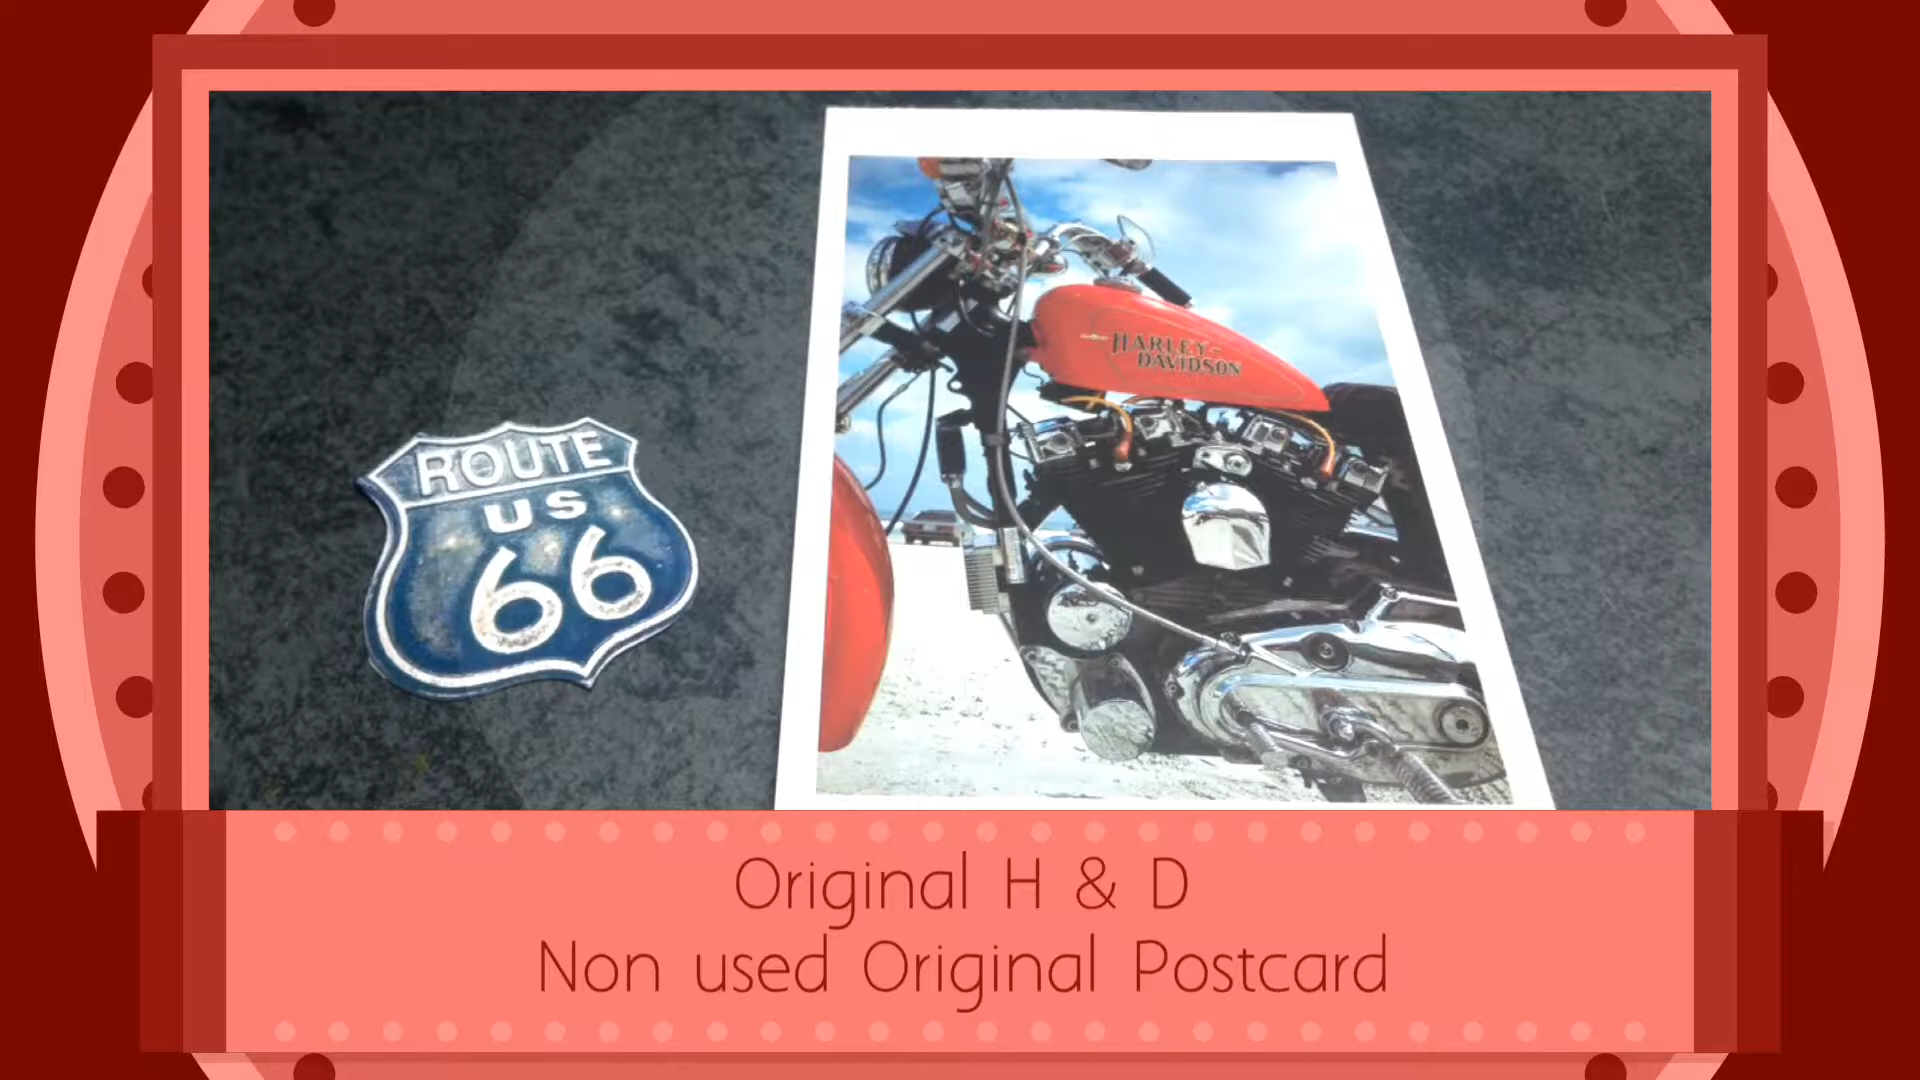 ROUTE
US
66
HARLEY-
DAVIDSON
Original H & D
Non used Original Postcard